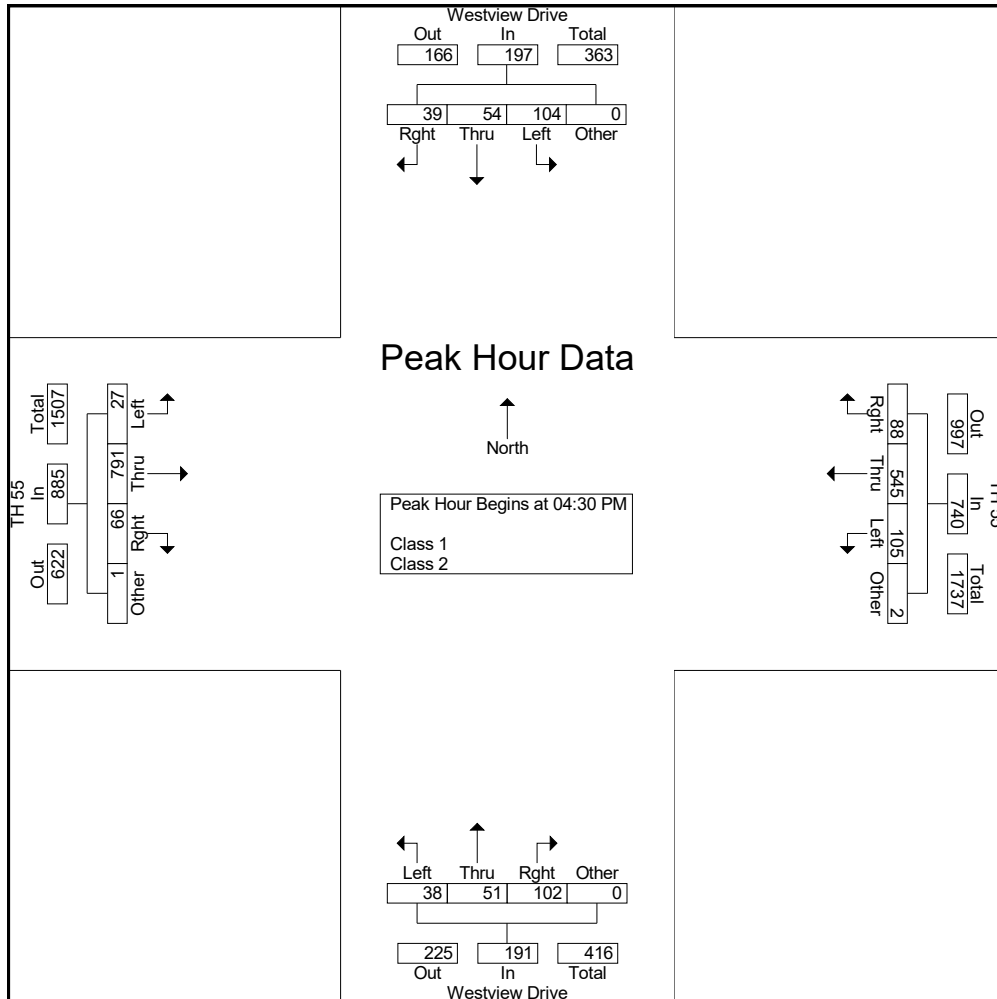 Westview Drive
Out In Total
166 197 363
39 54 104 0
Rght Thru Left Other
Peak Hour Data
North
Peak Hour Begins at 04:30 PM
Class 1
Class 2
TH 55
Out In Total
622 885 1507
Left Thru Rght Other
27 791 66 1
Out In Total
997 740 1737
Rght Thru Left Other
88 545 105 2
Left Thru Rght Other
38 51 102 0
225 191 416
Out In Total
Westview Drive